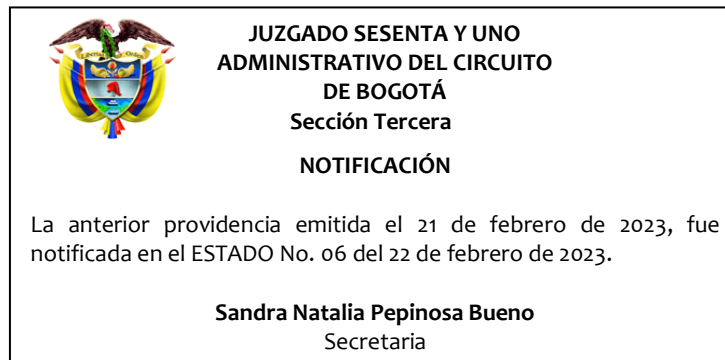 JUZGADO SESENTA Y UNO
ADMINISTRATIVO DEL CIRCUITO
DE BOGOTÁ
Sección Tercera
NOTIFICACIÓN
La anterior providencia emitida el 21 de febrero de 2023, fue
notificada en el ESTADO No. 06 del 22 de febrero de 2023.
Sandra Natalia Pepinosa Bueno
Secretaria